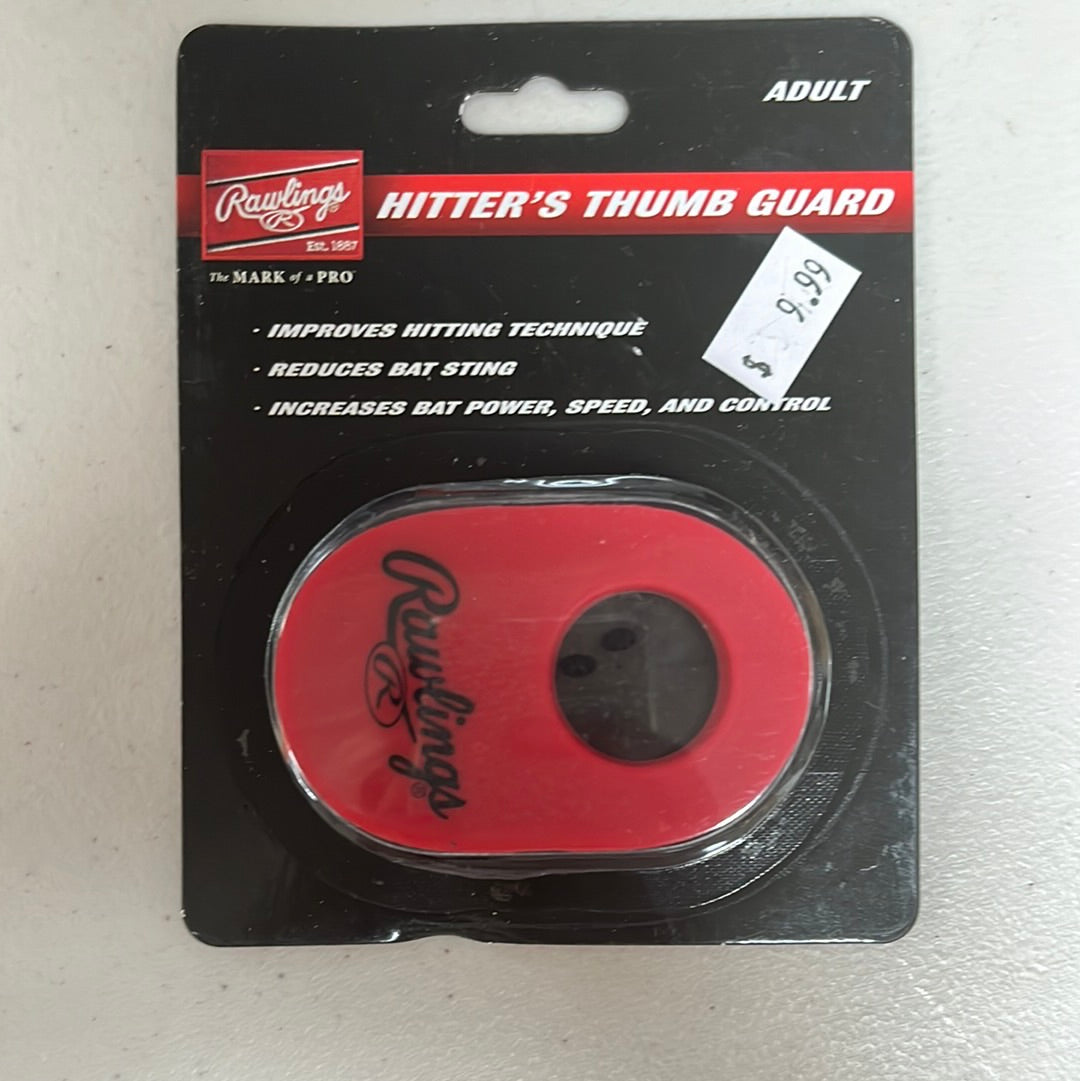 ADULT
Rawlings®
R
Est. 1887
HITTER'S THUMB GUARD
The MARK of a PRO
$ 9.99
· IMPROVES HITTING TECHNIQUE
· REDUCES BAT STING
· INCREASES BAT POWER, SPEED, AND CONTROL
Rawlings®
R